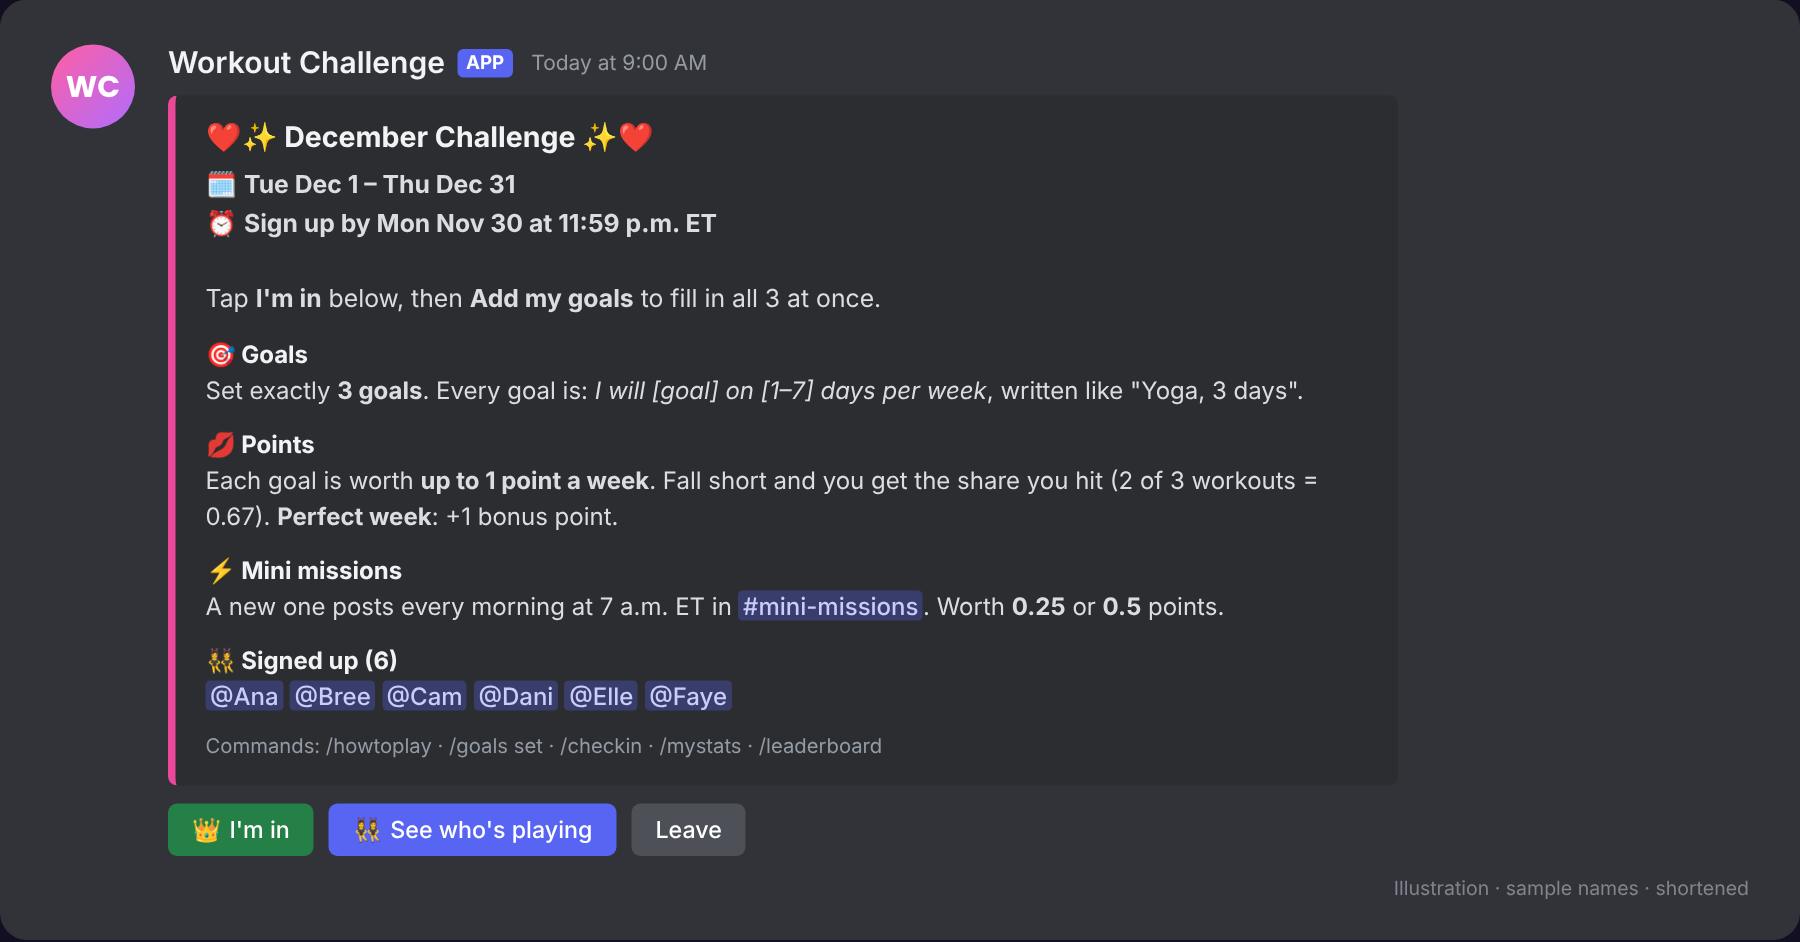 WC
Workout Challenge APP Today at 9:00 AM
❤️✨ December Challenge ✨❤️
🗓️ Tue Dec 1 – Thu Dec 31
⏰ Sign up by Mon Nov 30 at 11:59 p.m. ET
Tap I'm in below, then Add my goals to fill in all 3 at once.
🎯 Goals
Set exactly 3 goals. Every goal is: I will [goal] on [1–7] days per week, written like "Yoga, 3 days".
💋 Points
Each goal is worth up to 1 point a week. Fall short and you get the share you hit (2 of 3 workouts =
0.67). Perfect week: +1 bonus point.
⚡ Mini missions
A new one posts every morning at 7 a.m. ET in #mini-missions. Worth 0.25 or 0.5 points.
👯 Signed up (6)
@Ana @Bree @Cam @Dani @Elle @Faye
Commands: /howtoplay · /goals set · /checkin · /mystats · /leaderboard
👑 I'm in 👯 See who's playing Leave
Illustration · sample names · shortened